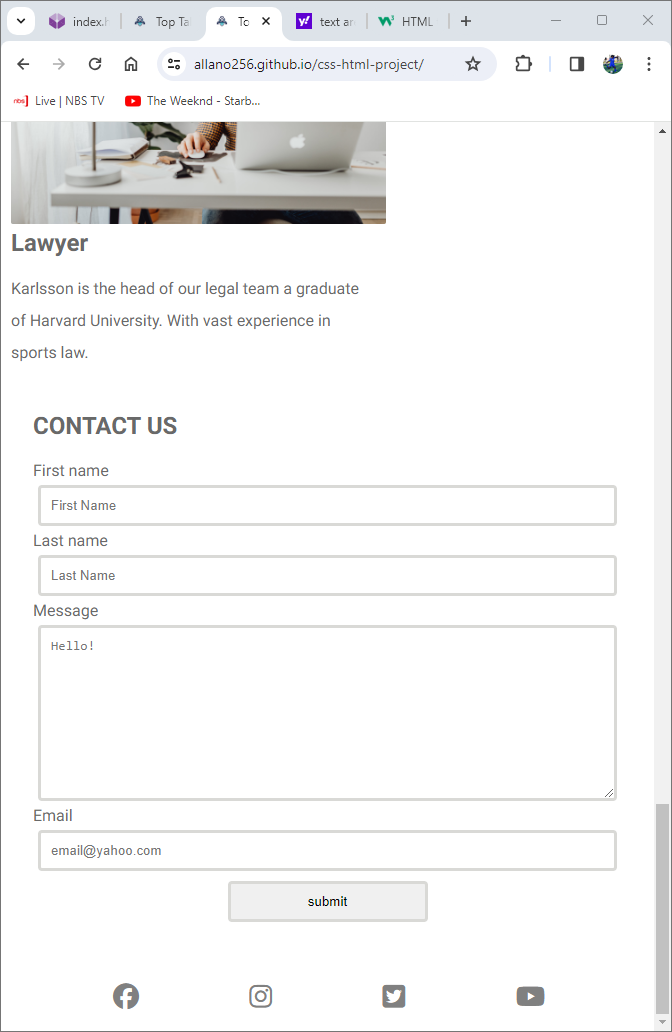 index.h
Top Ta
To
text an
HTML
allano256.github.io/css-html-project/
nbs
Live | NBS TV
The Weeknd - Starb...
Lawyer
Karlsson is the head of our legal team a graduate
of Harvard University. With vast experience in
sports law.
CONTACT US
First name
First Name
Last name
Last Name
Message
Hello!
Email
email@yahoo.com
submit